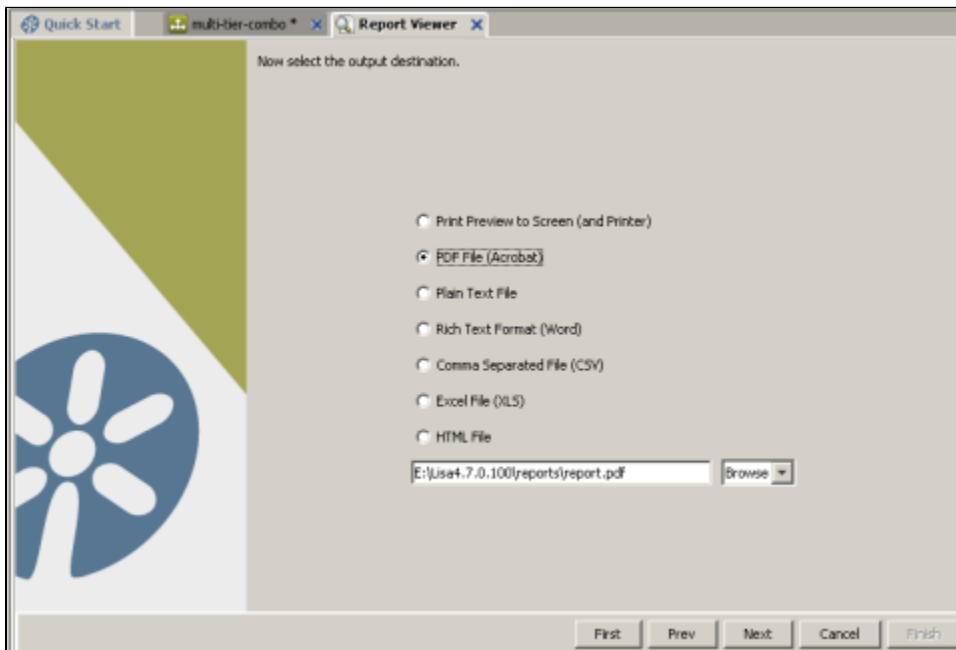 Quick Start multi-tier-combo * Report Viewer
Now select the output destination.
Print Preview to Screen (and Printer)
PDF File (Acrobat)
Plain Text File
Rich Text Format (Word)
Comma Separated File (CSV)
Excel File (XLS)
HTML File
E:\Lisa4.7.0.100\reports\report.pdf Browse
First Prev Next Cancel Finish